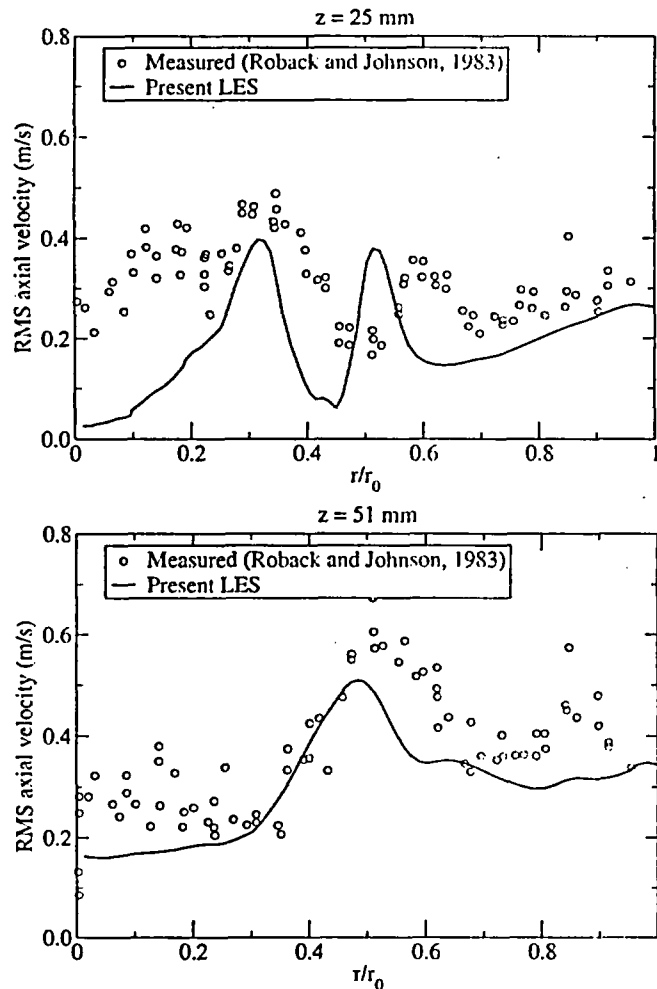 z = 25 mm
0.8
Measured (Roback and Johnson, 1983)
Present LES
0.6
0.4
0.2
0.0
RMS axial velocity (m/s)
0 0.2 0.4 0.6 0.8 1
r/r0
z = 51 mm
0.8
Measured (Roback and Johnson, 1983)
Present LES
0.6
0.4
0.2
0
RMS axial velocity (m/s)
0 0.2 0.4 0.6 0.8
r/r0